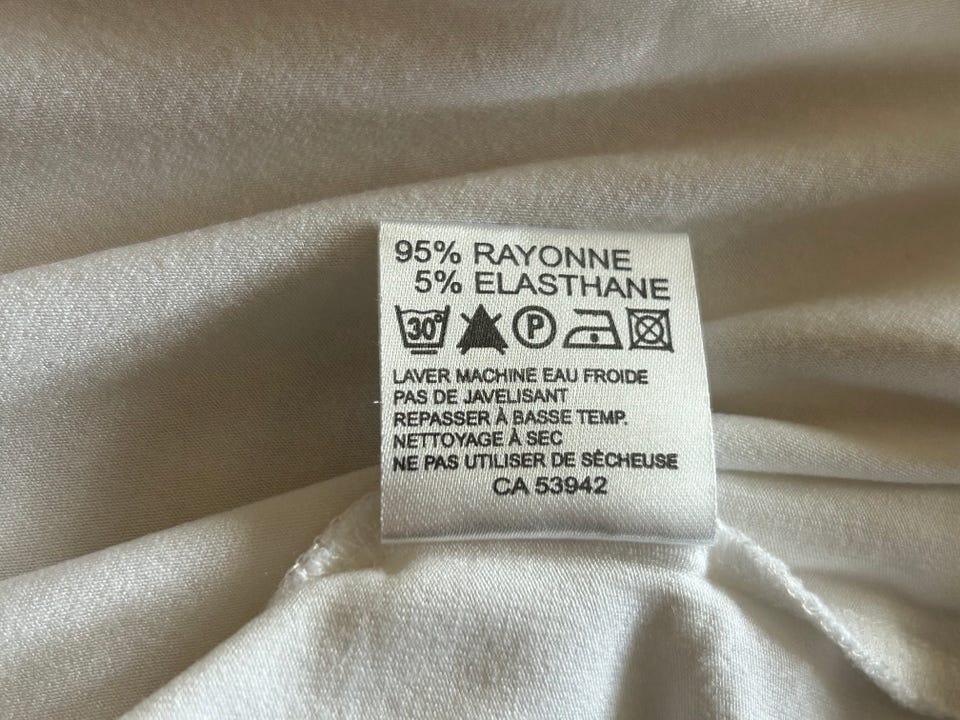 95% RAYONNE
5% ELASTHANE
30° P
LAVER MACHINE EAU FROIDE
PAS DE JAVELISANT
REPASSER À BASSE TEMP.
NETTOYAGE À SEC
NE PAS UTILISER DE SÉCHEUSE
CA 53942